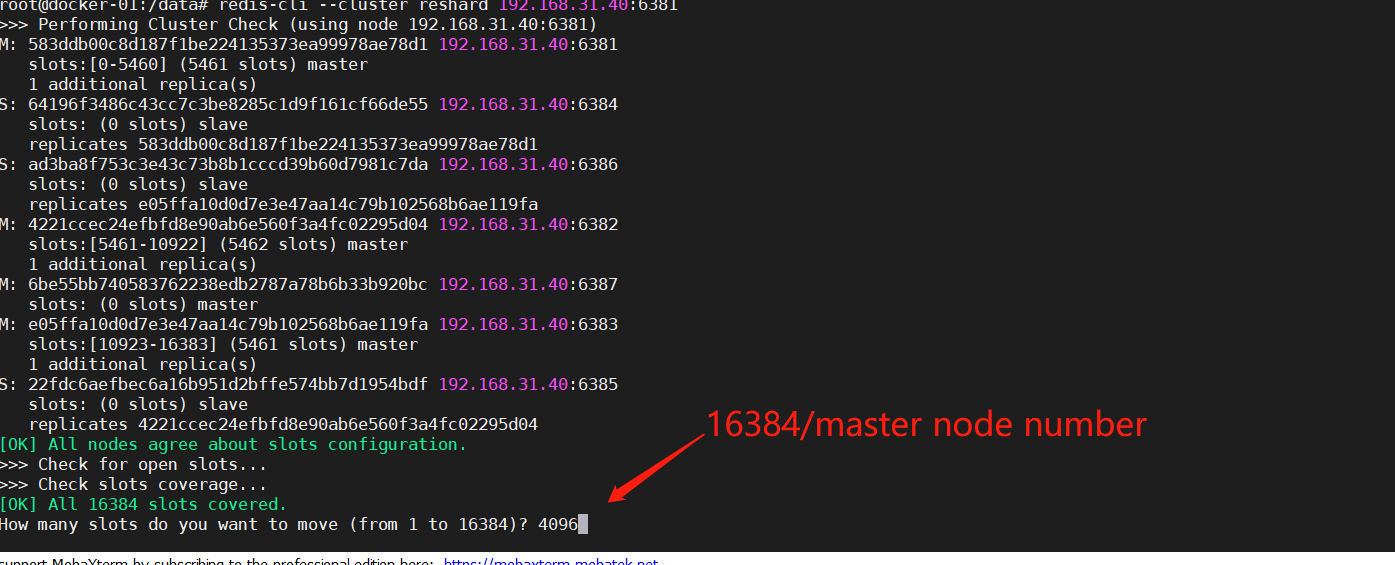 root@docker-01:/data# redis-cli --cluster reshard 192.168.31.40:6381
>>> Performing Cluster Check (using node 192.168.31.40:6381)
M: 583ddb00c8d187f1be224135373ea99978ae78d1 192.168.31.40:6381
slots:[0-5460] (5461 slots) master
1 additional replica(s)
S: 64196f3486c43cc7c3be8285c1d9f161cf66de55 192.168.31.40:6384
slots: (0 slots) slave
replicates 583ddb00c8d187f1be224135373ea99978ae78d1
S: ad3ba8f753c3e43c73b8b1cccd39b60d7981c7da 192.168.31.40:6386
slots: (0 slots) slave
replicates e05ffa10d0d7e3e47aa14c79b102568b6ae119fa
M: 4221ccec24efbfd8e90ab6e560f3a4fc02295d04 192.168.31.40:6382
slots:[5461-10922] (5462 slots) master
1 additional replica(s)
M: 6be55bb740583762238edb2787a78b6b33b920bc 192.168.31.40:6387
slots: (0 slots) master
M: e05ffa10d0d7e3e47aa14c79b102568b6ae119fa 192.168.31.40:6383
slots:[10923-16383] (5461 slots) master
1 additional replica(s)
S: 22fdc6aefbec6a16b951d2bffe574bb7d1954bdf 192.168.31.40:6385
slots: (0 slots) slave
replicates 4221ccec24efbfd8e90ab6e560f3a4fc02295d04
16384/master node number
[OK] All nodes agree about slots configuration.
>>> Check for open slots...
>>> Check slots coverage...
[OK] All 16384 slots covered.
How many slots do you want to move (from 1 to 16384)? 4096
support MobaXterm by subscribing to the professional edition here: https://mobaxterm.mobatek.net